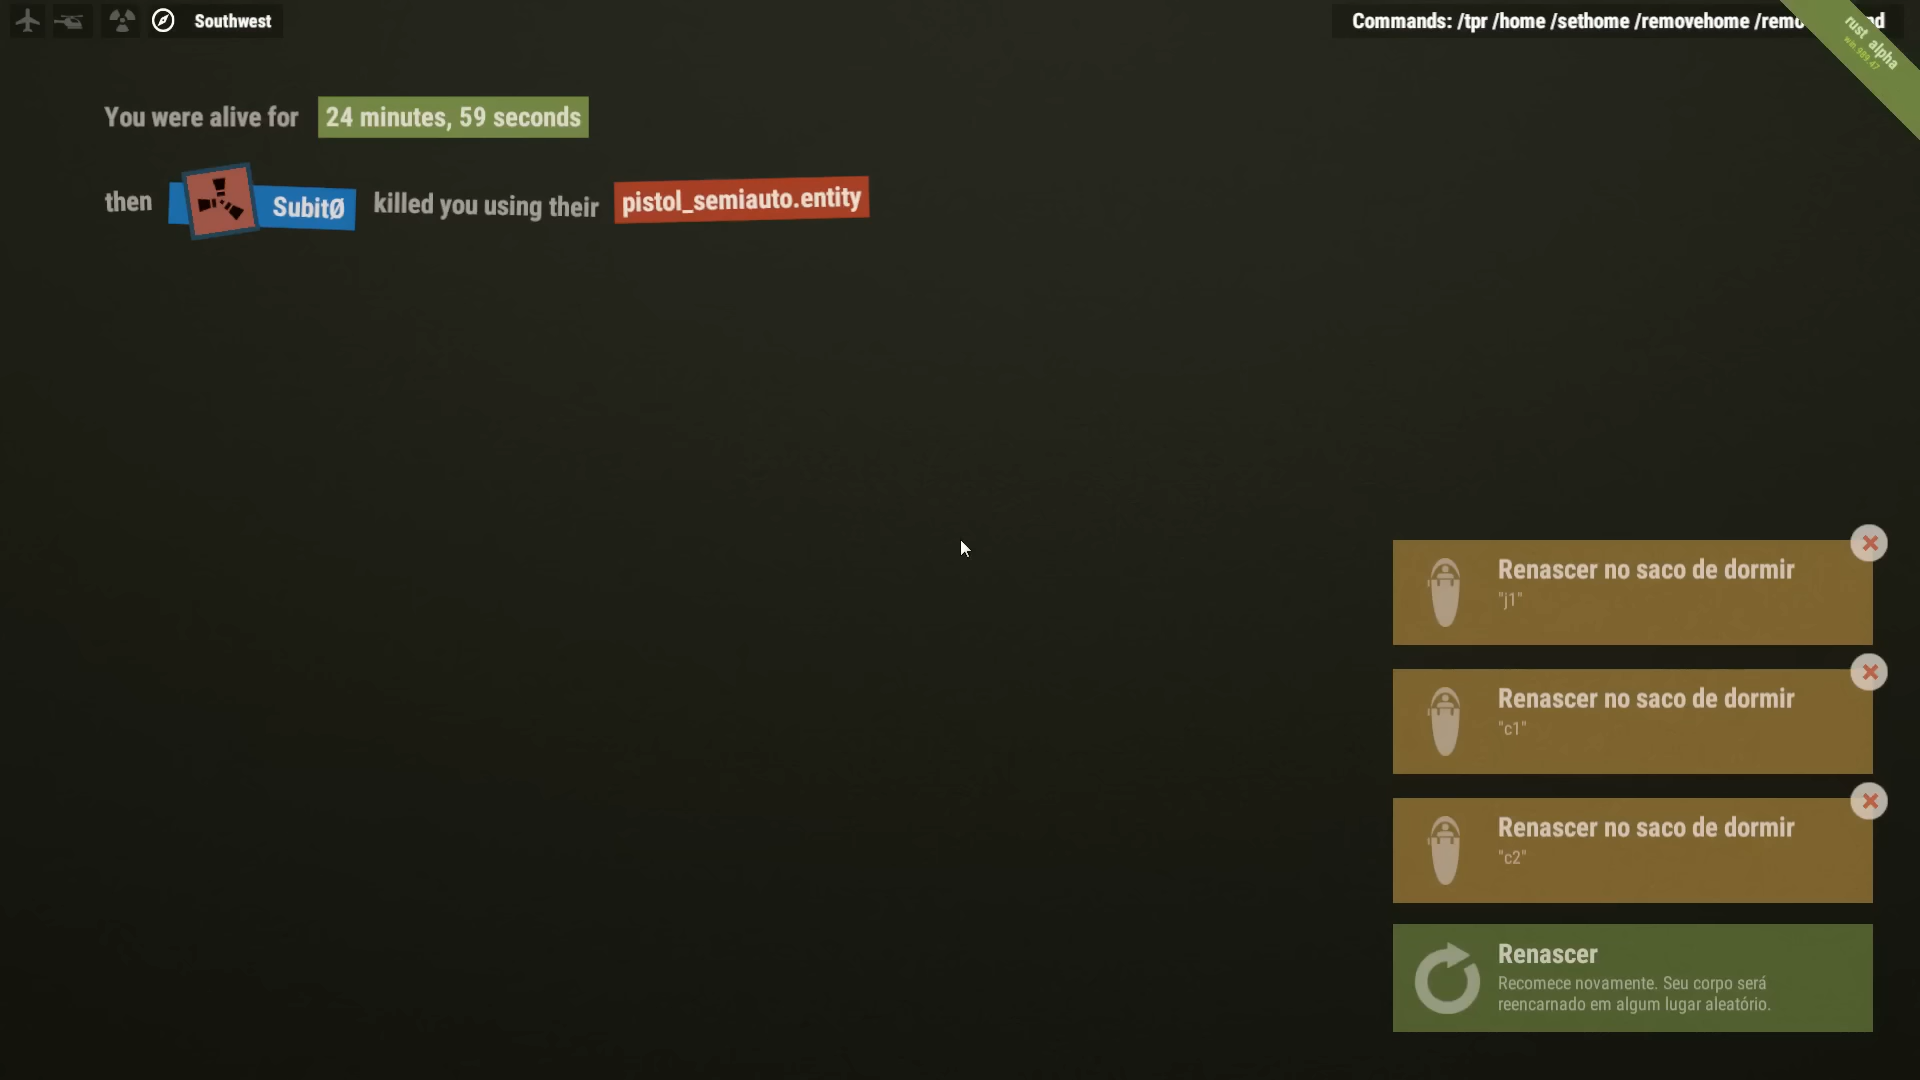 Southwest
Commands: /tpr /home /sethome /removehome
rust alpha
You were alive for 24 minutes, 59 seconds
then SubitØ killed you using their pistol_semiauto.entity
Renascer no saco de dormir
"j1"
Renascer no saco de dormir
"c1"
Renascer no saco de dormir
"c2"
Renascer
Recomece novamente. Seu corpo será
reencarnado em algum lugar aleatório.